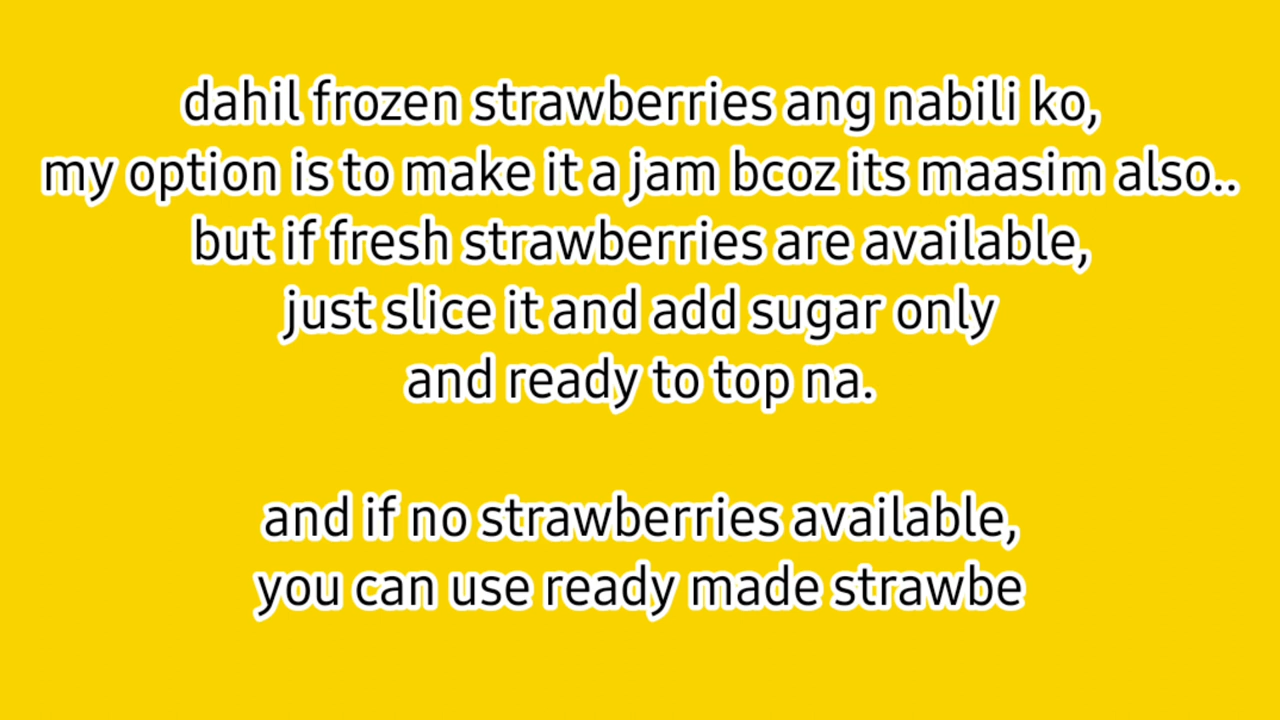 dahil frozen strawberries ang nabili ko,
my option is to make it a jam bcoz its maasim also..
but if fresh strawberries are available,
just slice it and add sugar only
and ready to top na.
and if no strawberries available,
you can use ready made strawbe